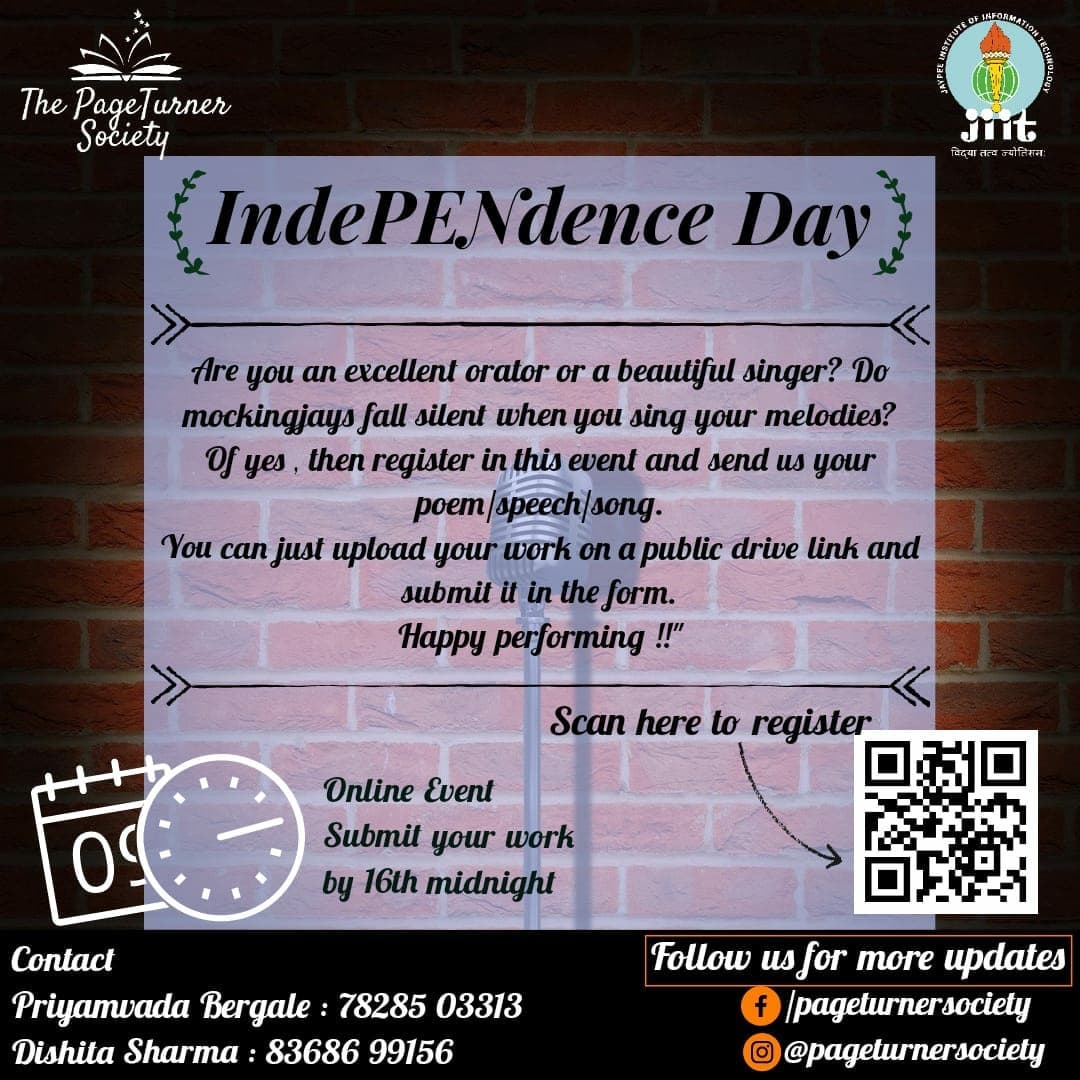 The PageTurner
Society
JAYPEE INSTITUTE OF INFORMATION TECHNOLOGY
jiit
विद्या तत्व ज्योतिसमः
IndePENdence Day
Are you an excellent orator or a beautiful singer? Do
mockingjays fall silent when you sing your melodies?
Of yes , then register in this event and send us your
poem/speech/song.
You can just upload your work on a public drive link and
submit it in the form.
Happy performing !!"
Scan here to register
09
Online Event
Submit your work
by 16th midnight
Contact
Priyamvada Bergale : 78285 03313
Dishita Sharma : 83686 99156
Follow us for more updates
/pageturnersociety
@pageturnersociety